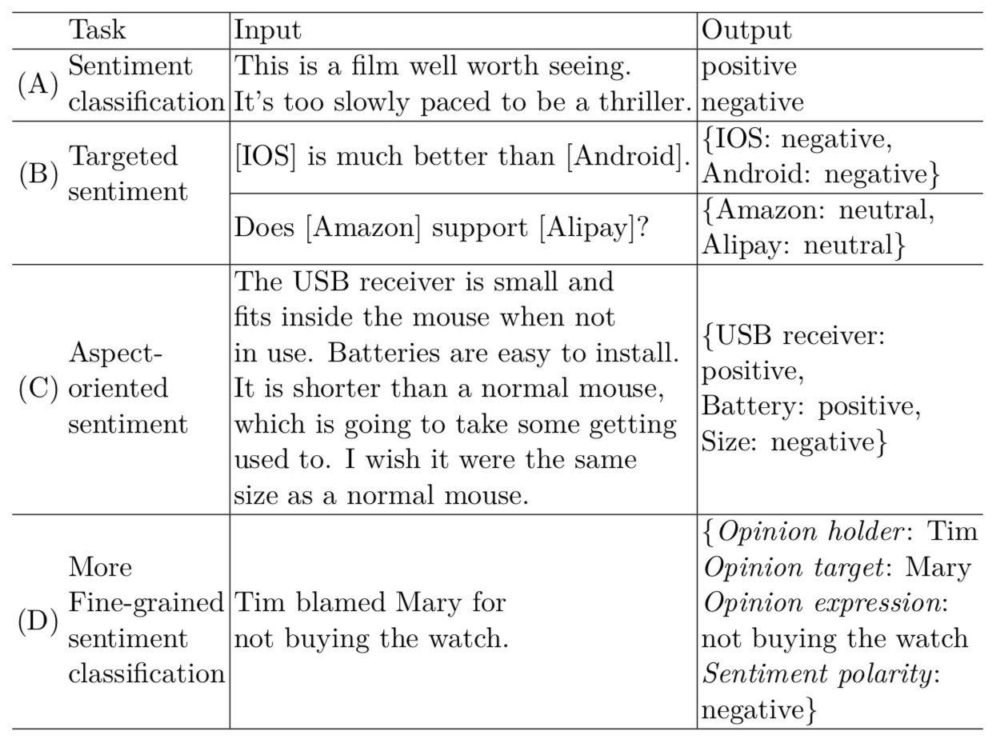 Task Input Output
(A) Sentiment classification This is a film well worth seeing. positive
It's too slowly paced to be a thriller. negative
(B) Targeted sentiment [IOS] is much better than [Android]. {IOS: negative,
Android: negative}
Does [Amazon] support [Alipay]? {Amazon: neutral,
Alipay: neutral}
(C) Aspect-
oriented
sentiment
The USB receiver is small and
fits inside the mouse when not
in use. Batteries are easy to install.
It is shorter than a normal mouse,
which is going to take some getting
used to. I wish it were the same
size as a normal mouse.
{USB receiver:
positive,
Battery: positive,
Size: negative}
(D) More
Fine-grained
sentiment
classification
Tim blamed Mary for
not buying the watch.
{Opinion holder: Tim
Opinion target: Mary
Opinion expression:
not buying the watch
Sentiment polarity:
negative}